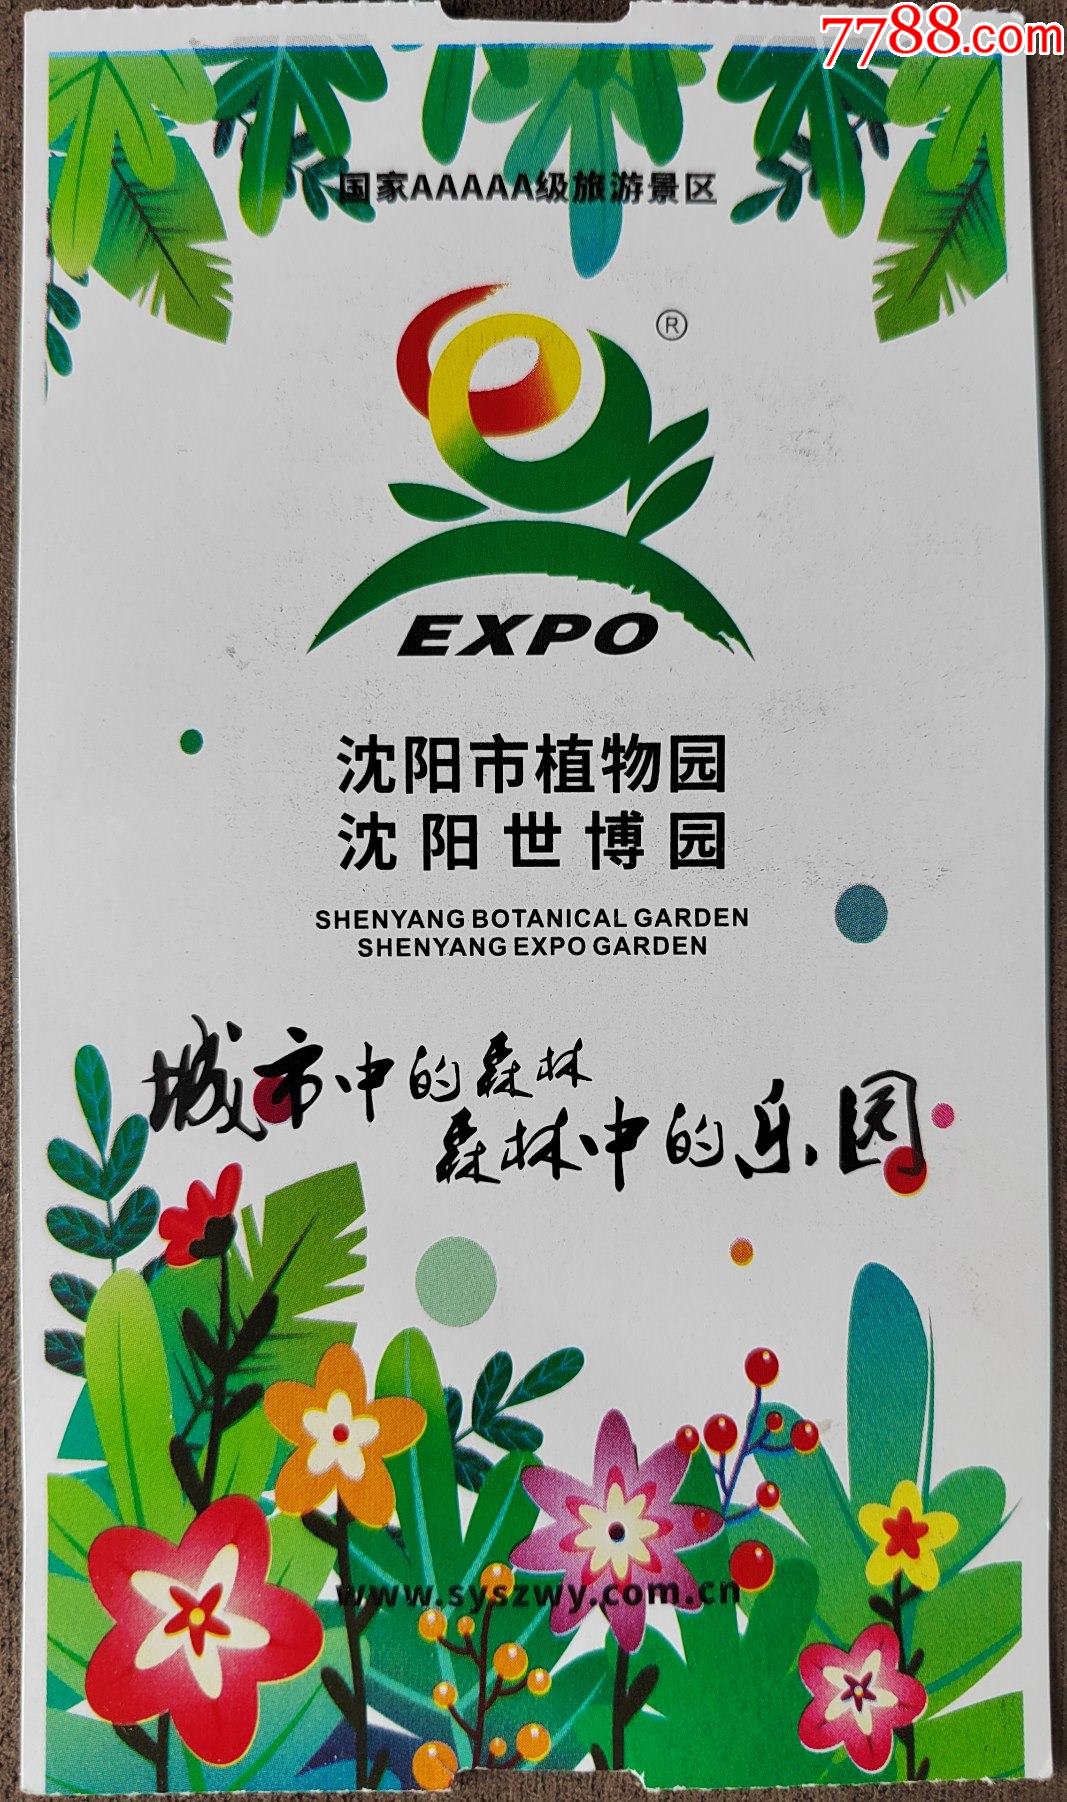 7788.com
国家AAAAA级旅游景区
®
EXPO
沈阳市植物园
沈阳世博园
SHENYANG BOTANICAL GARDEN
SHENYANG EXPO GARDEN
城市中的森林
森林中的乐园
www.syszwy.com.cn